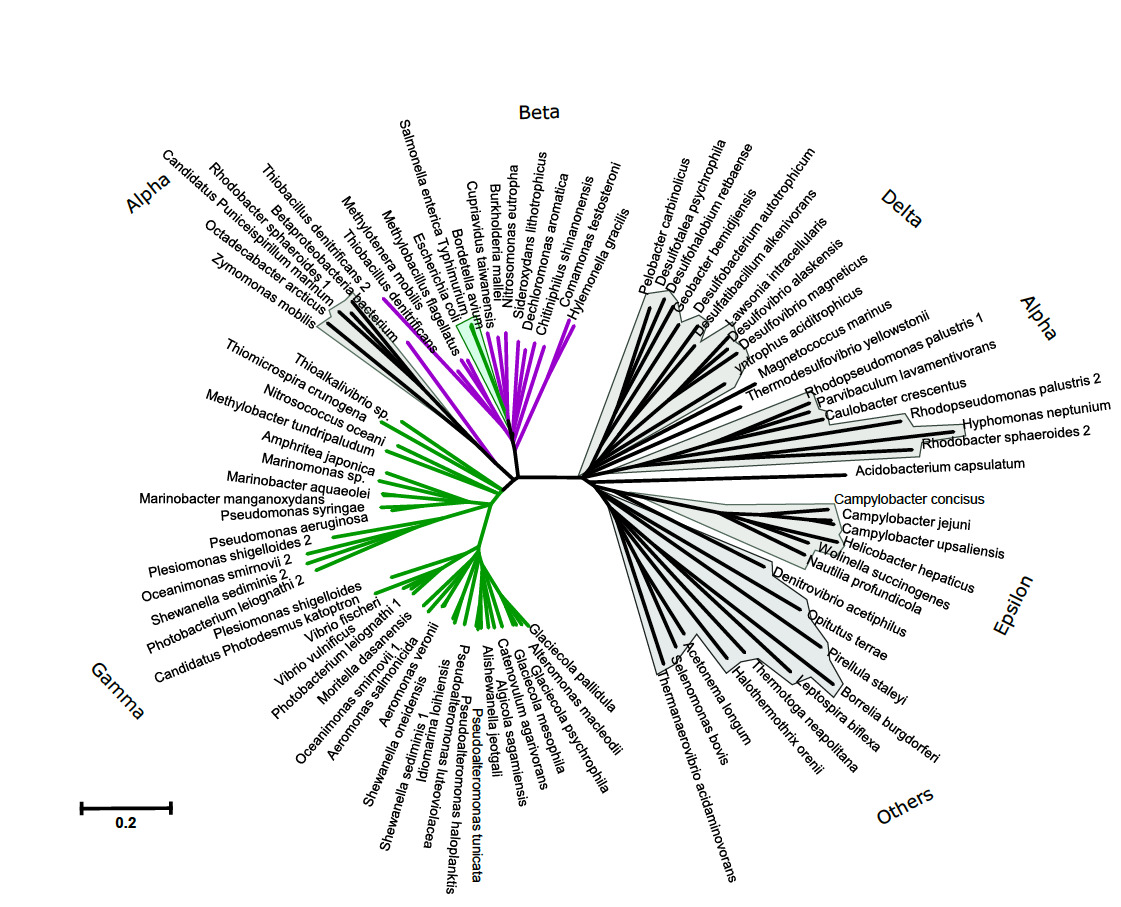 Beta
Alpha
Delta
Alpha
Epsilon
Others
Gamma
Zymomonas mobilis
Octadecabacter arcticus
Candidatus Puniceispirillum marinum
Rhodobacter sphaeroides 1
Betaproteobacteria bacterium
Thiobacillus denitrificans 2
Thiobacillus denitrificans
Methylotenera mobilis
Methylobacillus flagellatus
Escherichia coli
Salmonella enterica Typhimurium
Bordetella avium
Cupriavidus taiwanensis
Burkholderia mallei
Nitrosomonas eutropha
Sideroxydans lithotrophicus
Dechloromonas aromatica
Chitiniphilus shinanonensis
Comamonas testosteroni
Hylemonella gracilis
Pelobacter carbinolicus
Desulfotalea psychrophila
Desulfohalobium retbaense
Geobacter bemidjiensis
Desulfobacterium autotrophicum
Desulfatibacillum alkenivorans
Lawsonia intracellularis
Desulfovibrio alaskensis
Desulfovibrio magneticus
yntrophus aciditrophicus
Magnetococcus marinus
Thermodesulfovibrio yellowstonii
Rhodopseudomonas palustris 1
Parvibaculum lavamentivorans
Caulobacter crescentus
Rhodopseudomonas palustris 2
Hyphomonas neptunium
Rhodobacter sphaeroides 2
Acidobacterium capsulatum
Campylobacter concisus
Campylobacter jejuni
Campylobacter upsaliensis
Helicobacter hepaticus
Wolinella succinogenes
Nautilia profundicola
Denitrovibrio acetiphilus
Opitutus terrae
Pirellula staleyi
Borrelia burgdorferi
Leptospira biflexa
Thermotoga neapolitana
Halothermothrix orenii
Acetonema longum
Selenomonas bovis
Thermanaerovibrio acidaminovorans
Thioalkalivibrio sp.
Thiomicrospira crunogena
Nitrosococcus oceani
Methylobacter tundripaludum
Amphritea japonica
Marinomonas sp.
Marinobacter aquaeolei
Marinobacter manganoxydans
Pseudomonas syringae
Pseudomonas aeruginosa
Plesiomonas shigelloides 2
Oceanimonas smirnovii 2
Shewanella sediminis 2
Photobacterium leiognathi 2
Plesiomonas shigelloides
Candidatus Photodesmus katoptron
Vibrio fischeri
Vibrio vulnificus
Photobacterium leiognathi 1
Moritella dasanensis
Oceanimonas smirnovii 1
Aeromonas salmonicida
Aeromonas veronii
Shewanella oneidensis
Shewanella sediminis 1
Idiomarina loihiensis
Pseudoalteromonas luteoviolacea
Pseudoalteromonas haloplanktis
Pseudoalteromonas tunicata
Alishewanella jeotgali
Algicola sagamiensis
Catenovulum agarivorans
Glaciecola mesophila
Glaciecola psychrophila
Alteromonas macleodii
Glaciecola pallidula
0.2